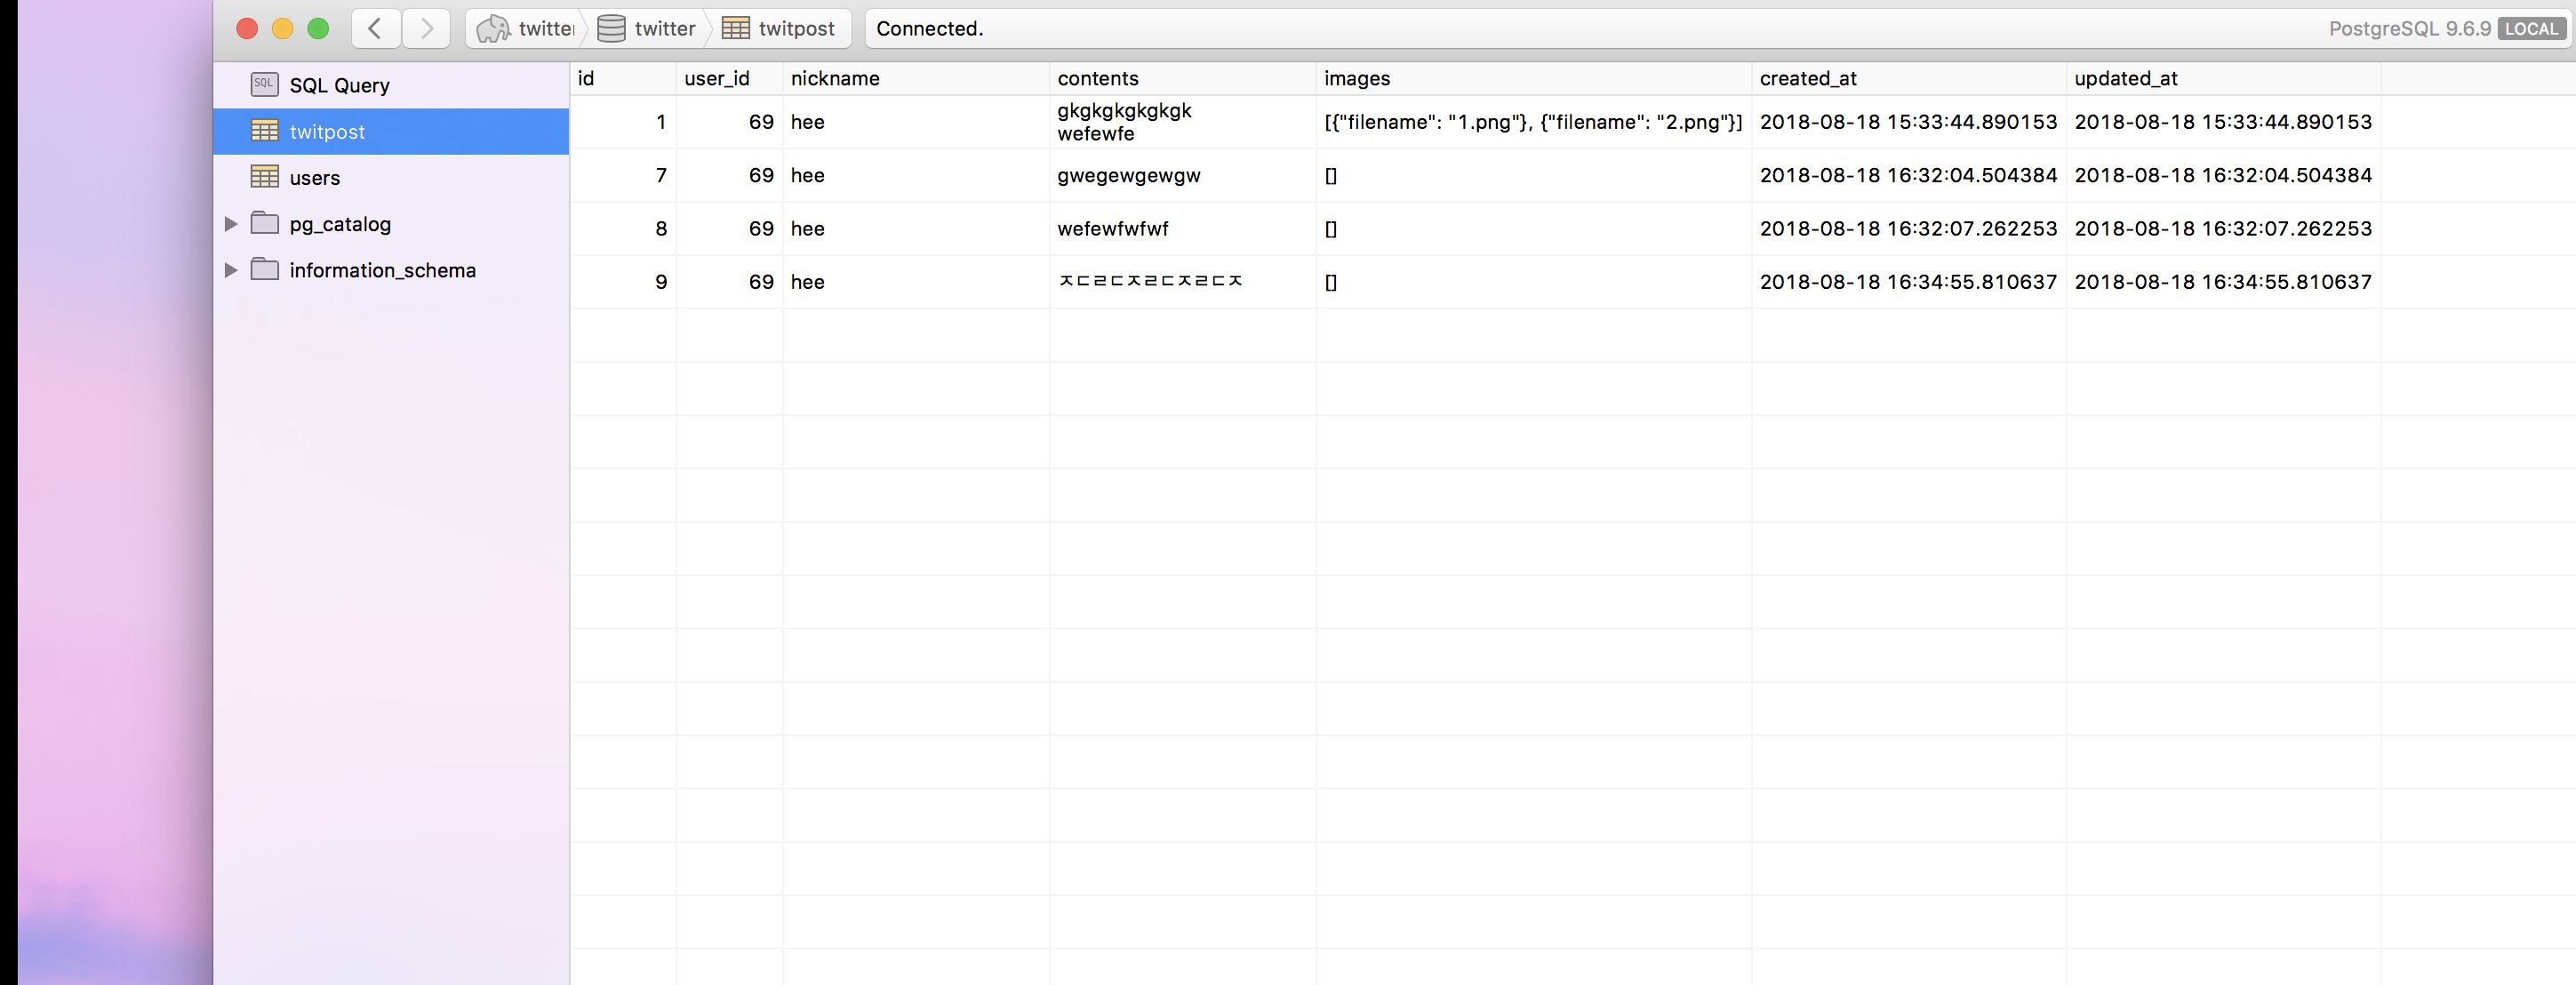 twitter twitter twitpost Connected. PostgreSQL 9.6.9 LOCAL
SQL Query
twitpost
users
pg_catalog
information_schema
id user_id nickname contents images created_at updated_at
1 69 hee gkgkgkgkgkgk
wefewfe [{"filename": "1.png"}, {"filename": "2.png"}] 2018-08-18 15:33:44.890153 2018-08-18 15:33:44.890153
7 69 hee gwegewgewgw [] 2018-08-18 16:32:04.504384 2018-08-18 16:32:04.504384
8 69 hee wefewfwfwf [] 2018-08-18 16:32:07.262253 2018-08-18 16:32:07.262253
9 69 hee ㅈㄷㄹㄷㅈㄹㄷㅈㄹㄷㅈ [] 2018-08-18 16:34:55.810637 2018-08-18 16:34:55.810637